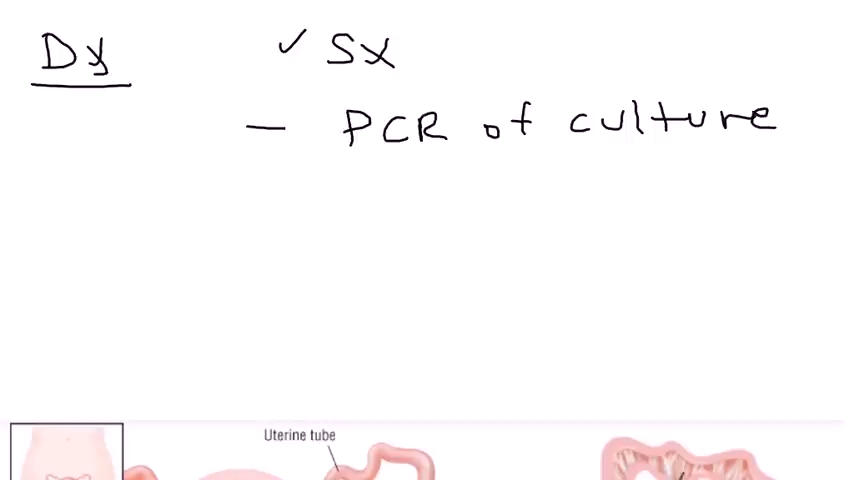 Dx
✓ Sx
- PCR of culture
Uterine tube